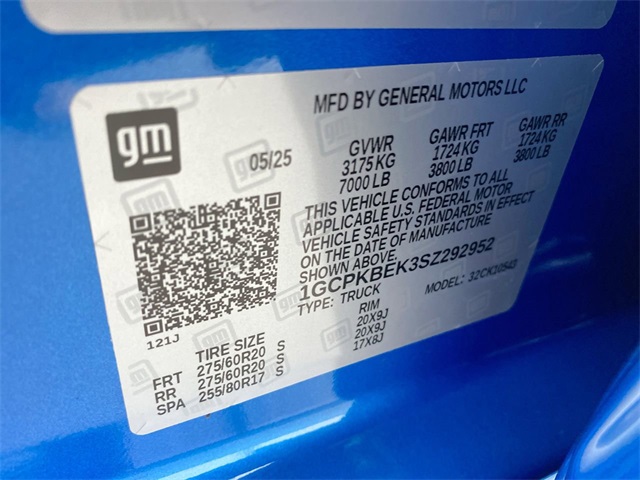 gm
MFD BY GENERAL MOTORS LLC
05/25
GVWR GAWR FRT GAWR RR
3175 KG 1724 KG 1724 KG
7000 LB 3800 LB 3800 LB
THIS VEHICLE CONFORMS TO ALL
APPLICABLE U.S. FEDERAL MOTOR
VEHICLE SAFETY STANDARDS IN EFFECT
ON THE DATE OF MANUFACTURE
SHOWN ABOVE.
1GCPKBEK3SZ292952
TYPE: TRUCK MODEL: 32CK10543
121J
TIRE SIZE RIM
FRT 275/60R20 S 20X9J
RR 275/60R20 S 20X9J
SPA 255/80R17 S 17X8J